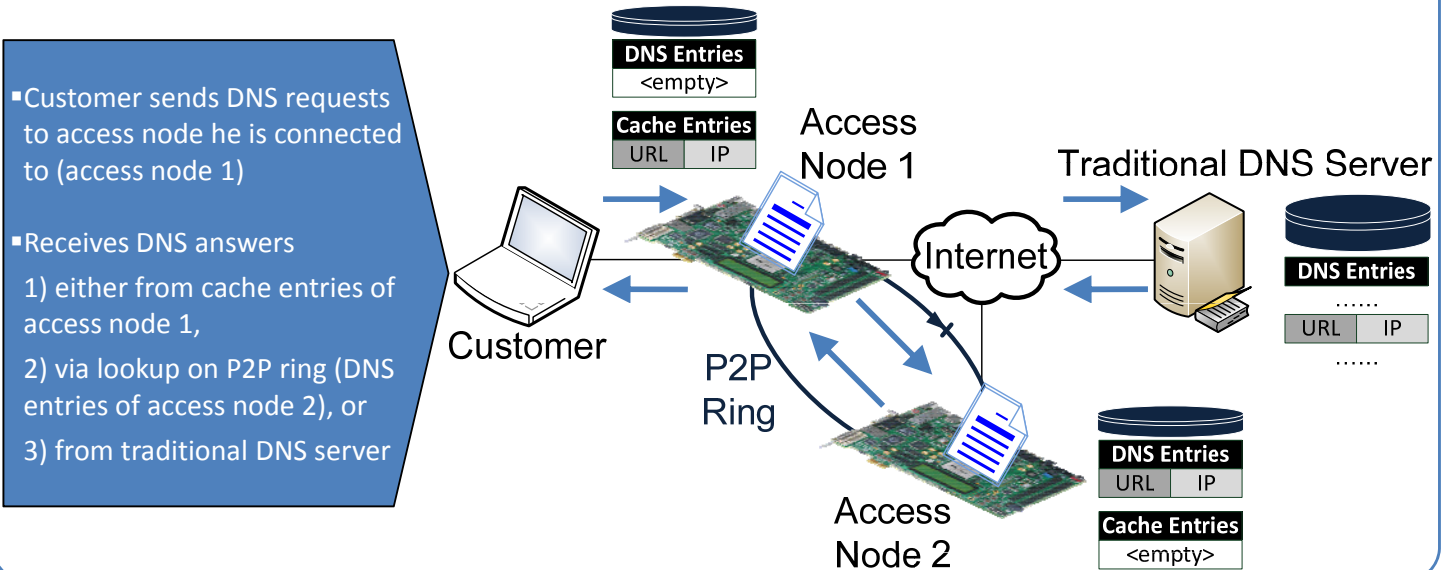 ▪Customer sends DNS requests
to access node he is connected
to (access node 1)
▪Receives DNS answers
1) either from cache entries of
access node 1,
2) via lookup on P2P ring (DNS
entries of access node 2), or
3) from traditional DNS server
DNS Entries
<empty>
Cache Entries
URL IP
Access
Node 1
Traditional DNS Server
Internet
Customer
DNS Entries
......
URL IP
......
P2P
Ring
Access
Node 2
DNS Entries
URL IP
Cache Entries
<empty>